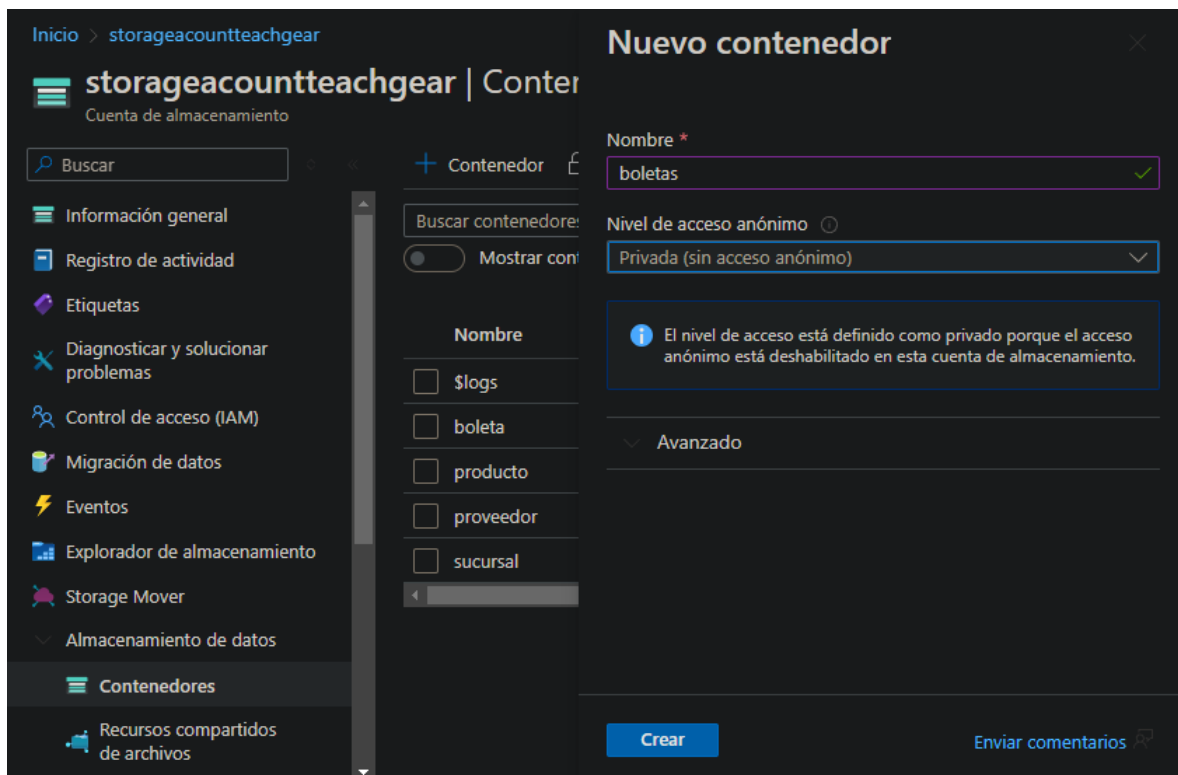 Inicio > storageacountteachgear
storageacountteachgear | Conten
Cuenta de almacenamiento
Buscar
Información general
Registro de actividad
Etiquetas
Diagnosticar y solucionar
problemas
Control de acceso (IAM)
Migración de datos
Eventos
Explorador de almacenamiento
Storage Mover
Almacenamiento de datos
Contenedores
Recursos compartidos
de archivos
+ Contenedor
Buscar contenedores
Mostrar cont
Nombre
$logs
boleta
producto
proveedor
sucursal
Nuevo contenedor
Nombre *
boletas
Nivel de acceso anónimo
Privada (sin acceso anónimo)
El nivel de acceso está definido como privado porque el acceso
anónimo está deshabilitado en esta cuenta de almacenamiento.
Avanzado
Crear
Enviar comentarios